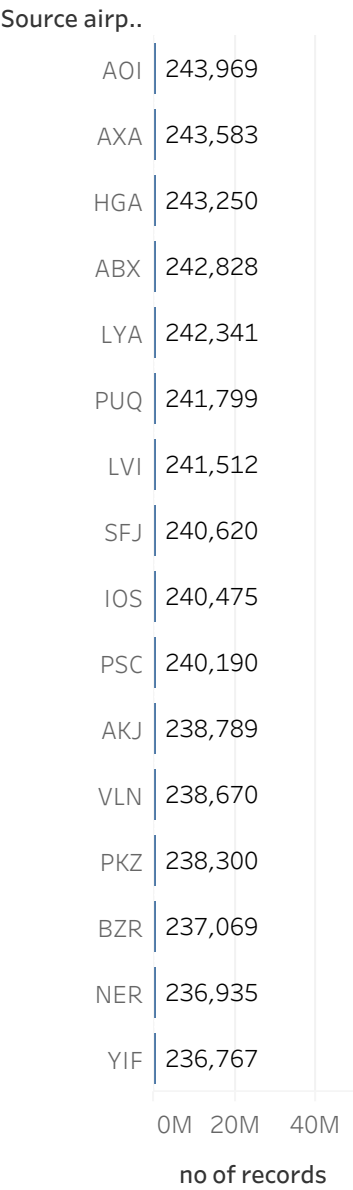 Source airp..
AOI 243,969
AXA 243,583
HGA 243,250
ABX 242,828
LYA 242,341
PUQ 241,799
LVI 241,512
SFJ 240,620
IOS 240,475
PSC 240,190
AKJ 238,789
VLN 238,670
PKZ 238,300
BZR 237,069
NER 236,935
YIF 236,767
0M 20M 40M
no of records